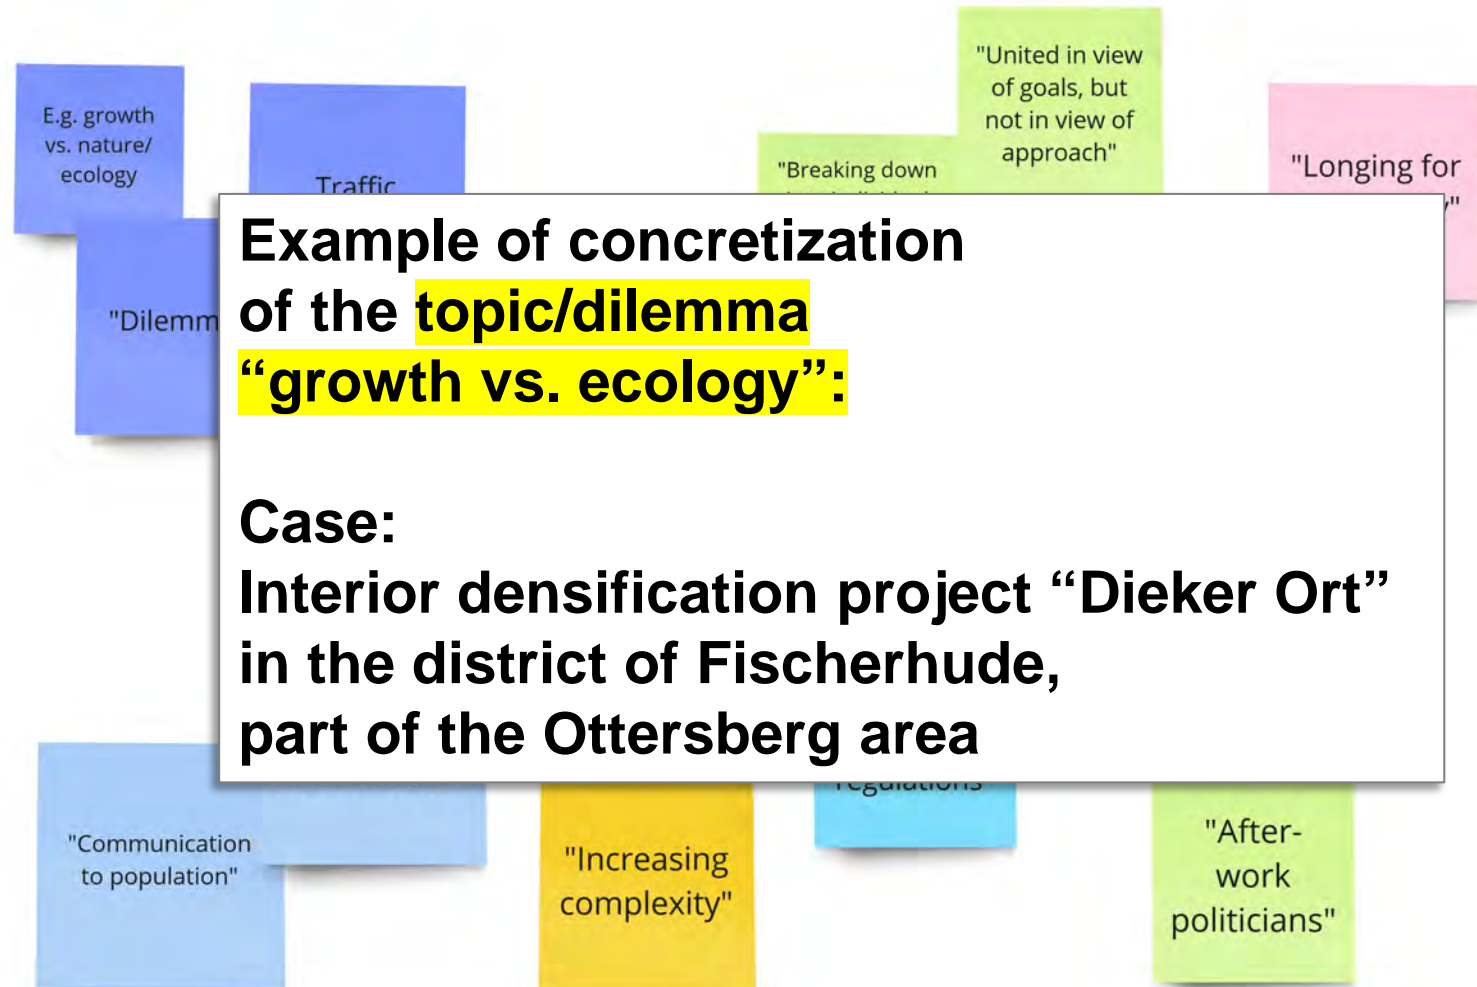 E.g. growth
vs. nature/
ecology
Traffic
"Dilemm
"Breaking down
"United in view
of goals, but
not in view of
approach"
"Longing for
Example of concretization
of the topic/dilemma
“growth vs. ecology”:
Case:
Interior densification project “Dieker Ort”
in the district of Fischerhude,
part of the Ottersberg area
"Communication
to population"
"Increasing
complexity"
regulations
"After-
work
politicians"